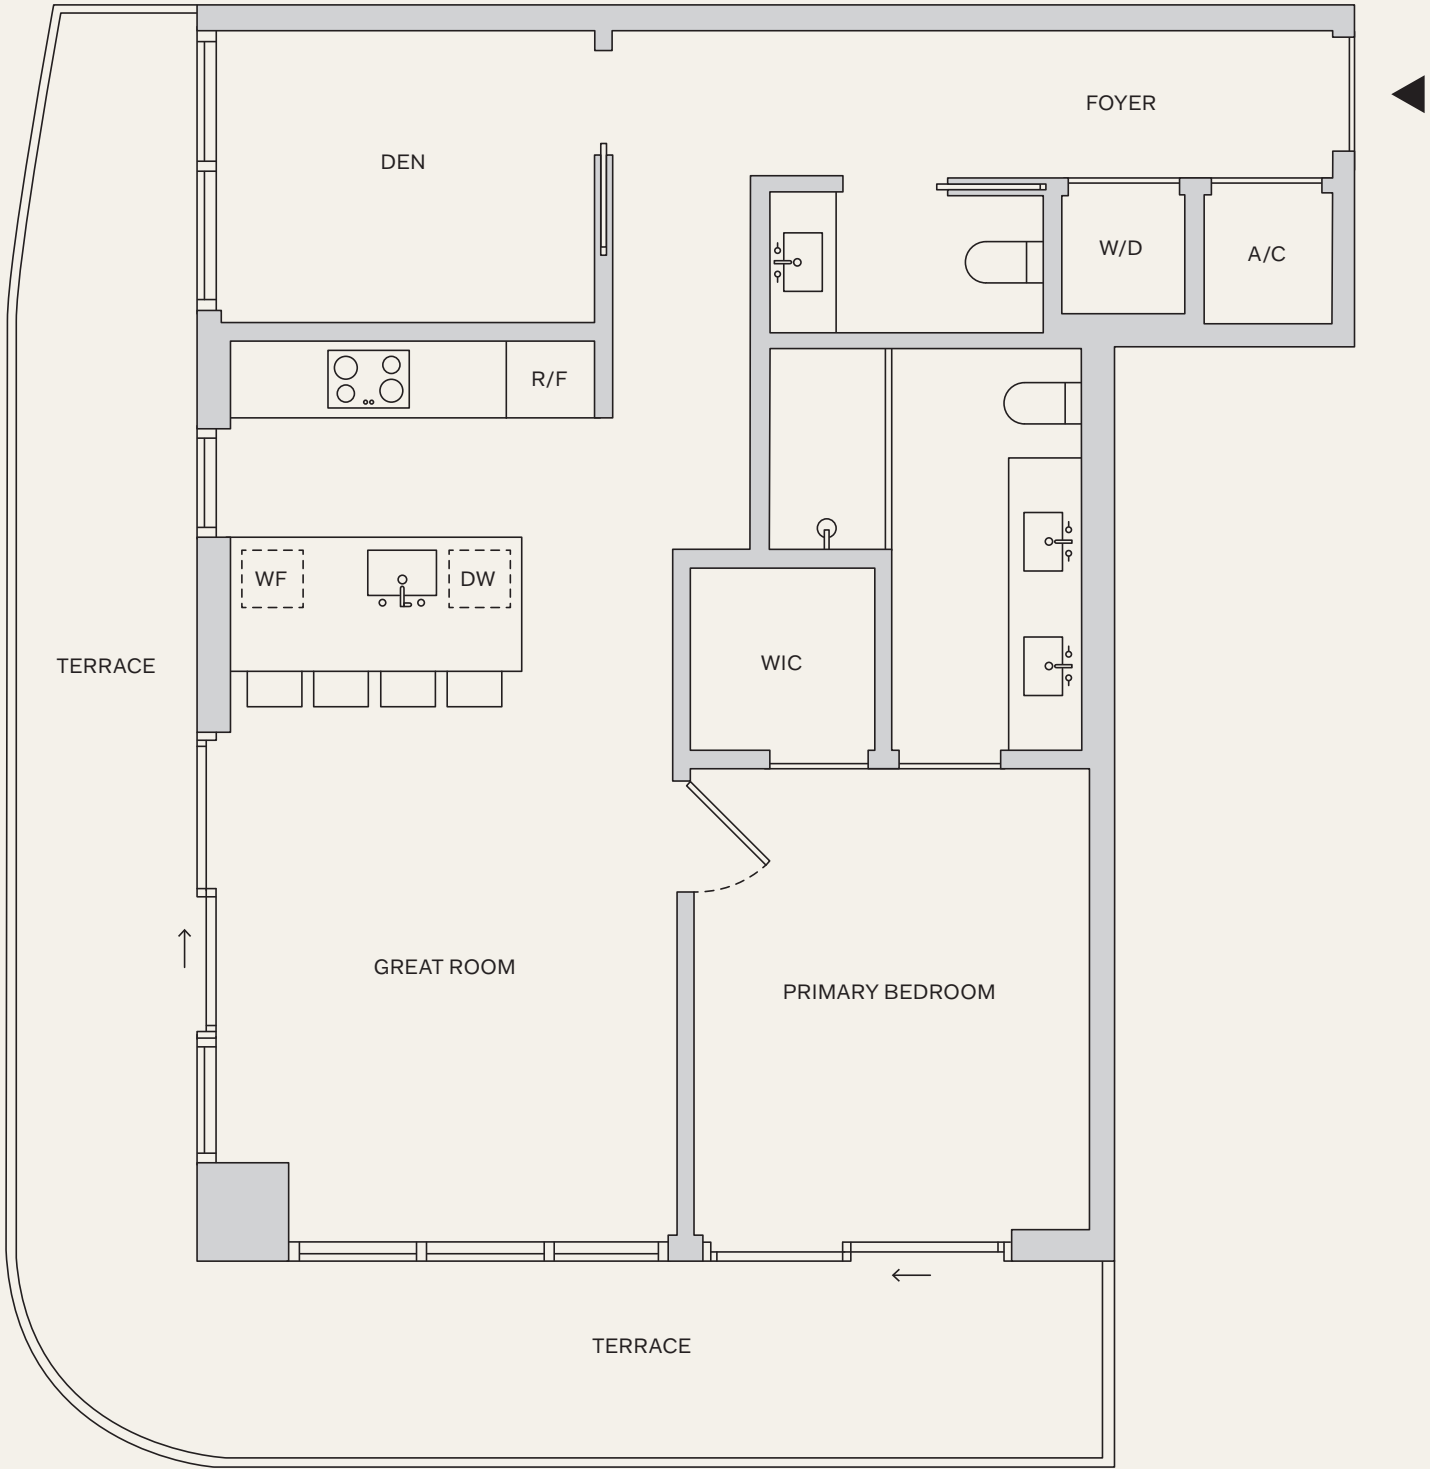 FOYER
DEN
W/D
A/C
R/F
WF
DW
TERRACE
WIC
GREAT ROOM
PRIMARY BEDROOM
TERRACE